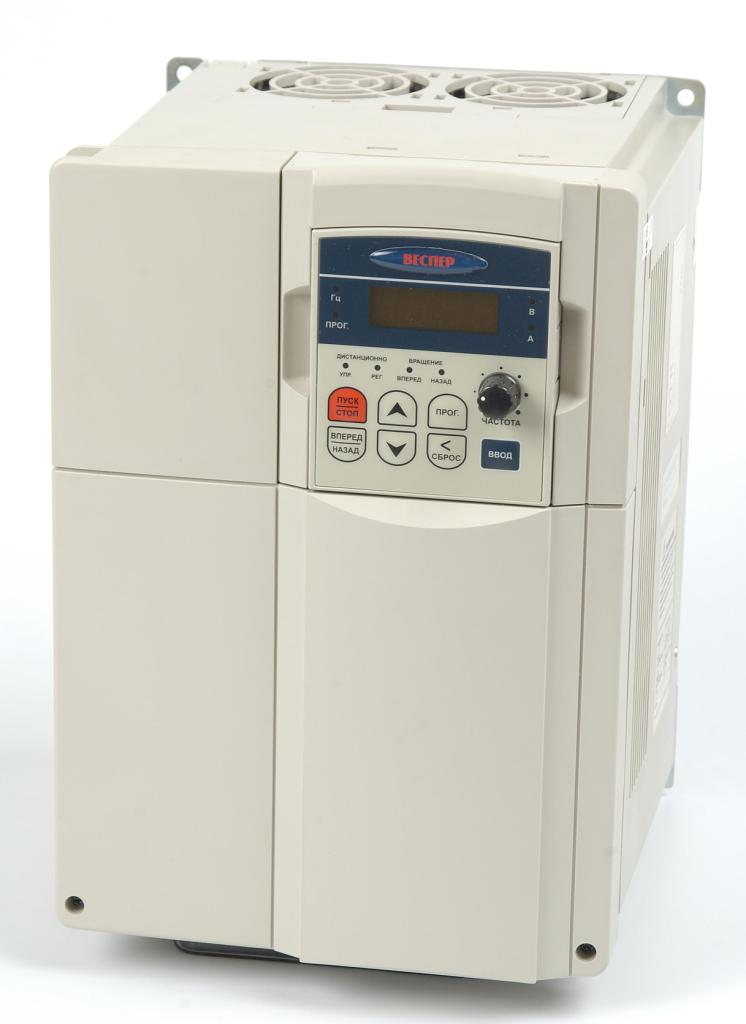 ВЕСПЕР
Гц
В
ПРОГ.
А
ДИСТАНЦИОННО ВРАЩЕНИЕ
УПР. РЕГ. ВПЕРЕД НАЗАД
ПУСК
СТОП
ПРОГ.
ЧАСТОТА
ВПЕРЕД
НАЗАД
<
СБРОС
ВВОД